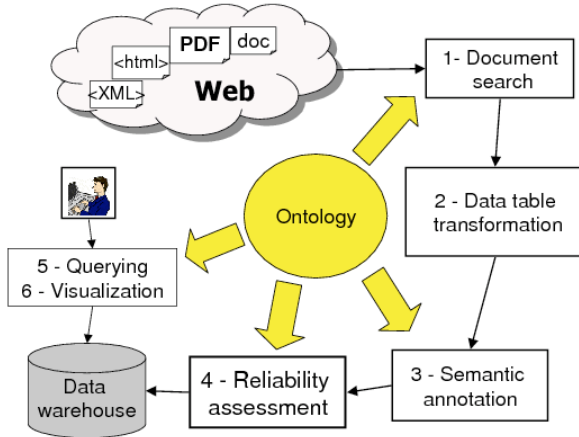 PDF
doc
<html>
<XML>
Web
1- Document
search
Ontology
2 - Data table
transformation
5 - Querying
6 - Visualization
Data
warehouse
4 - Reliability
assessment
3 - Semantic
annotation